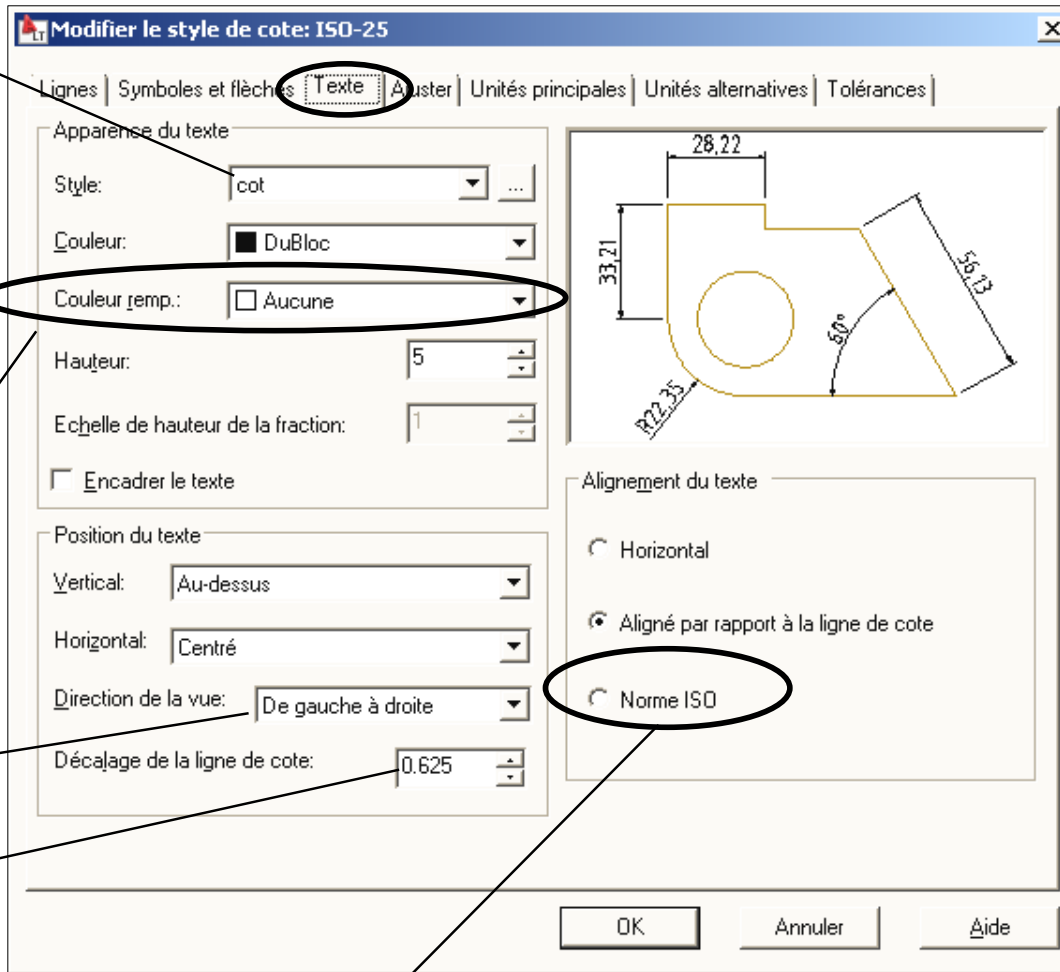 LT Modifier le style de cote: ISO-25
Lignes Symboles et flèches Texte Ajuster Unités principales Unités alternatives Tolérances
Apparence du texte
Style: cot ...
Couleur: DuBloc
Couleur remp.: Aucune
Hauteur: 5
Echelle de hauteur de la fraction: 1
Encadrer le texte
28,22
33,21
56,13
60°
R22,35
Position du texte
Vertical: Au-dessus
Horizontal: Centré
Direction de la vue: De gauche à droite
Décalage de la ligne de cote: 0.625
Alignement du texte
Horizontal
Aligné par rapport à la ligne de cote
Norme ISO
OK Annuler Aide